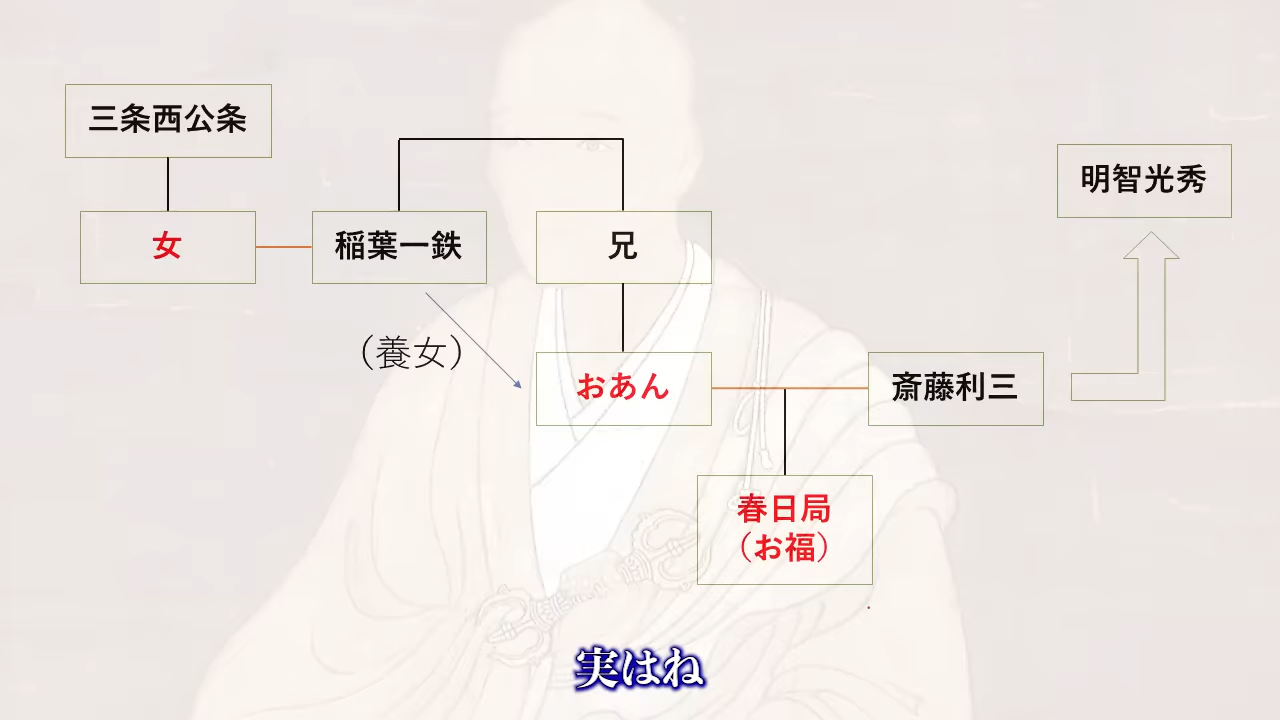 三条西公条
明智光秀
女
稲葉一鉄
兄
（養女）
おあん
斎藤利三
春日局
（お福）
実はね